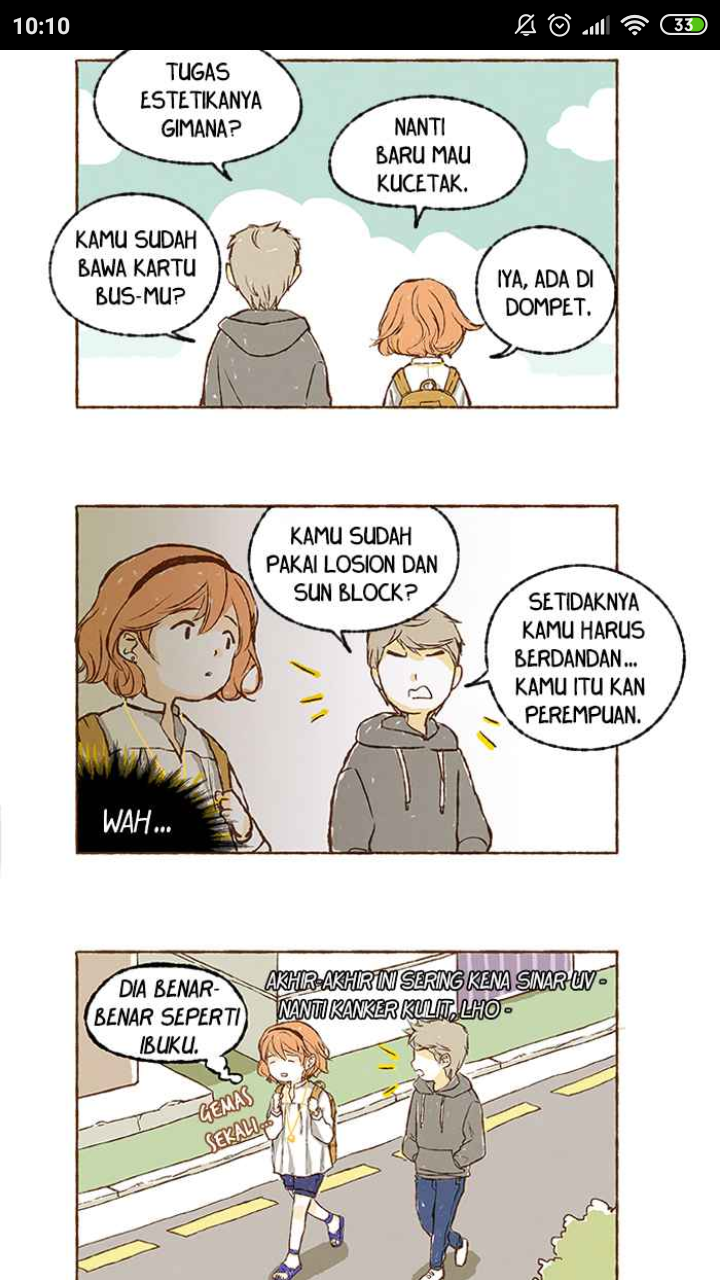 10:10
33
TUGAS
ESTETIKANYA
GIMANA?
NANTI
BARU MAU
KUCETAK.
KAMU SUDAH
BAWA KARTU
BUS-MU?
IYA, ADA DI
DOMPET.
KAMU SUDAH
PAKAI LOSION DAN
SUN BLOCK?
SETIDAKNYA
KAMU HARUS
BERDANDAN...
KAMU ITU KAN
PEREMPUAN.
WAH...
AKHIR-AKHIR INI SERING KENA SINAR UV -
NANTI KANKER KULIT, LHO -
DIA BENAR-
BENAR SEPERTI
IBUKU.
GEMAS
SEKALI...